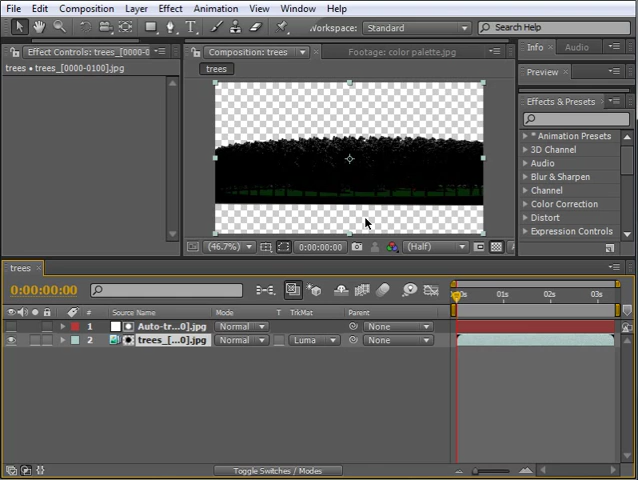 File Edit Composition Layer Effect Animation View Window Help
Workspace: Standard Search Help
Effect Controls: trees_[0000-0 Composition: trees Footage: color palette.jpg Info Audio
trees • trees_[0000-0100].jpg trees Preview
Effects & Presets
* Animation Presets
3D Channel
Audio
Blur & Sharpen
Channel
Color Correction
Distort
Expression Controls
(46.7%) 0:00:00:00 (Half)
trees
0:00:00:00 01s 02s 03s
# Source Name Mode T TrkMat Parent
1 Auto-tr...0].jpg Normal None
2 trees_[...0].jpg Normal Luma None
Toggle Switches / Modes